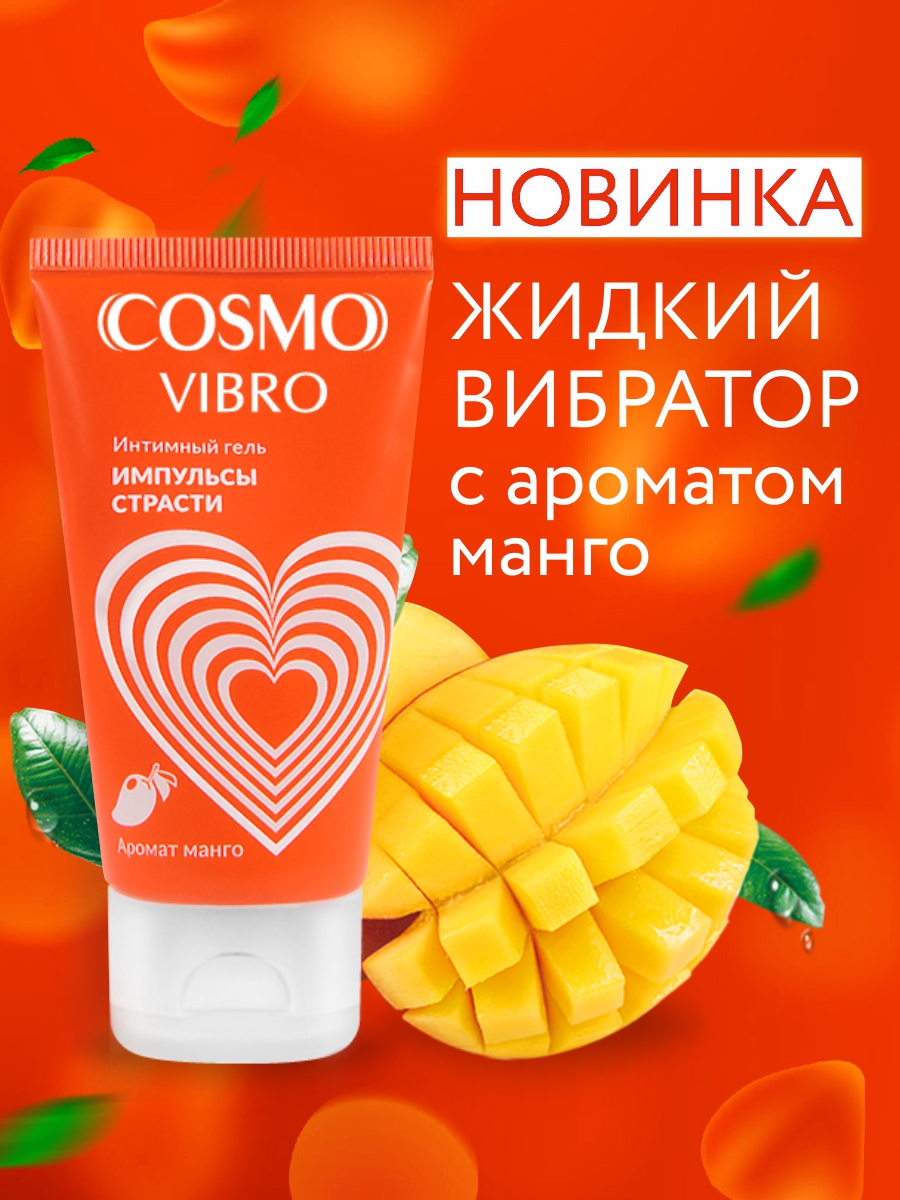 НОВИНКА
ЖИДКИЙ
ВИБРАТОР
с ароматом
манго
COSMO
VIBRO
Интимный гель
ИМПУЛЬСЫ
СТРАСТИ
Аромат манго